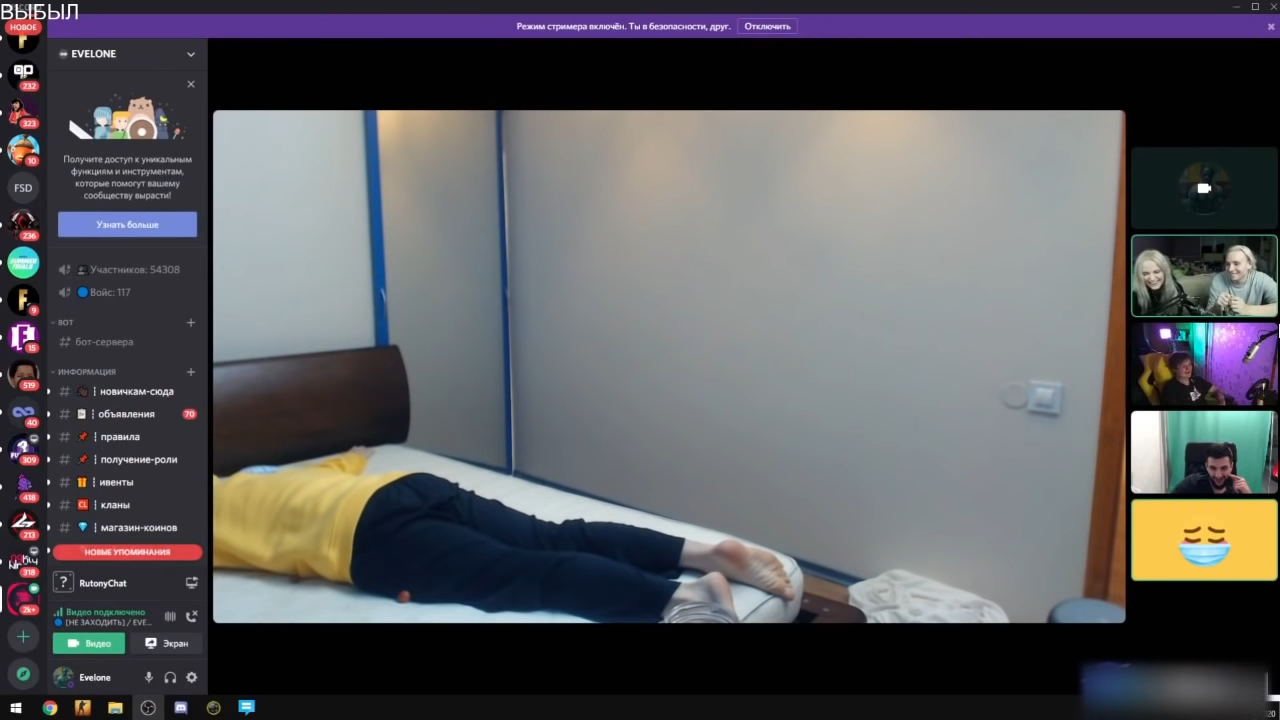 ВЫБЫЛ
НОВОЕ
Режим стримера включён. Ты в безопасности, друг.
Отключить
EVELONE
232
323
10
FSD
236
9
15
519
40
309
418
213
318
2k+
Получите доступ к уникальным
функциям и инструментам,
которые помогут вашему
сообществу вырасти!
Узнать больше
Участников: 54308
Войс: 117
БОТ
# бот-сервера
ИНФОРМАЦИЯ
# | новичкам-сюда
# | объявления 70
# | правила
# | получение-роли
# | ивенты
# CL | кланы
# | магазин-коинов
НОВЫЕ УПОМИНАНИЯ
? RutonyChat
Видео подключено
[НЕ ЗАХОДИТЬ] / EVE...
Видео
Экран
Evelone